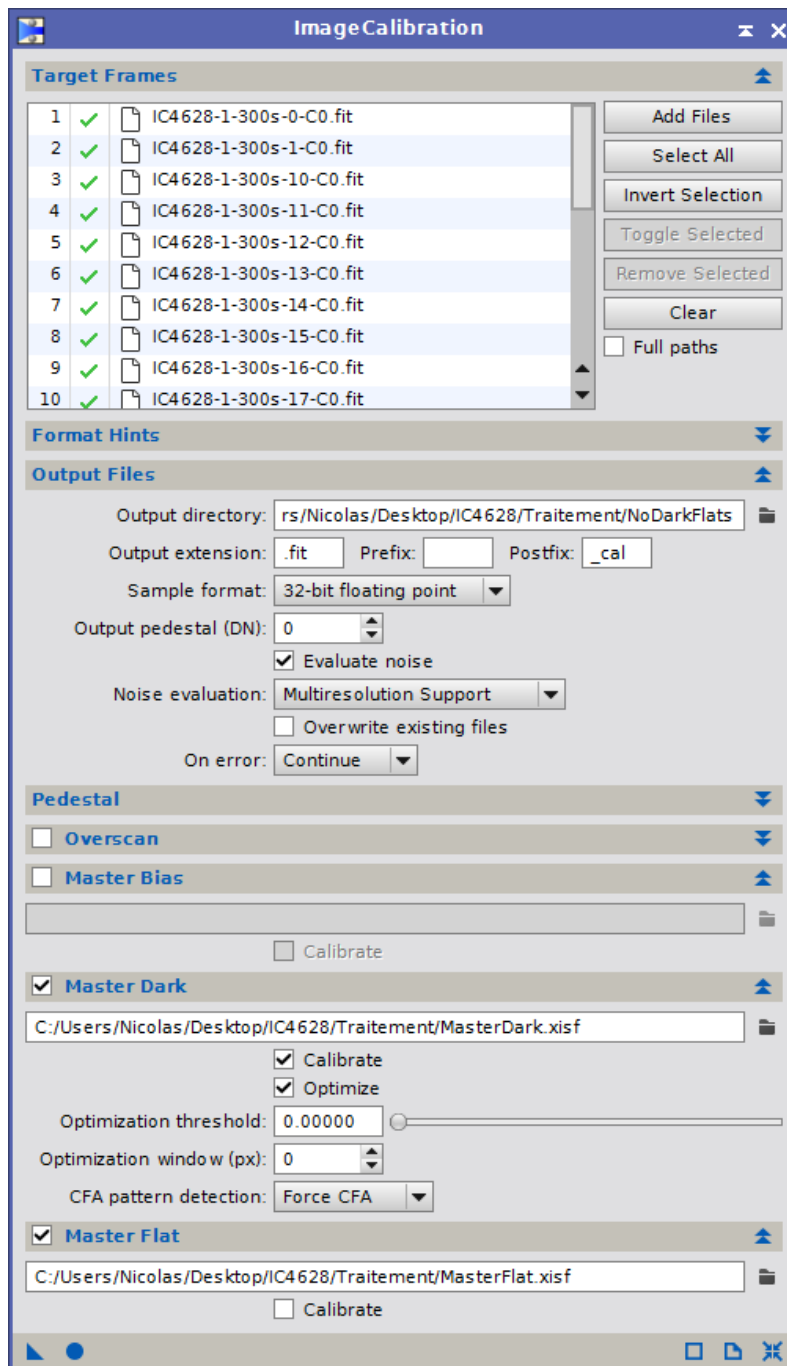 ImageCalibration
Target Frames
1 IC4628-1-300s-0-C0.fit
2 IC4628-1-300s-1-C0.fit
3 IC4628-1-300s-10-C0.fit
4 IC4628-1-300s-11-C0.fit
5 IC4628-1-300s-12-C0.fit
6 IC4628-1-300s-13-C0.fit
7 IC4628-1-300s-14-C0.fit
8 IC4628-1-300s-15-C0.fit
9 IC4628-1-300s-16-C0.fit
10 IC4628-1-300s-17-C0.fit
Add Files
Select All
Invert Selection
Toggle Selected
Remove Selected
Clear
Full paths
Format Hints
Output Files
Output directory: rs/Nicolas/Desktop/IC4628/Traitement/NoDarkFlats
Output extension: .fit Prefix: Postfix: _cal
Sample format: 32-bit floating point
Output pedestal (DN): 0
Evaluate noise
Noise evaluation: Multiresolution Support
Overwrite existing files
On error: Continue
Pedestal
Overscan
Master Bias
Calibrate
Master Dark
C:/Users/Nicolas/Desktop/IC4628/Traitement/MasterDark.xisf
Calibrate
Optimize
Optimization threshold: 0.00000
Optimization window (px): 0
CFA pattern detection: Force CFA
Master Flat
C:/Users/Nicolas/Desktop/IC4628/Traitement/MasterFlat.xisf
Calibrate